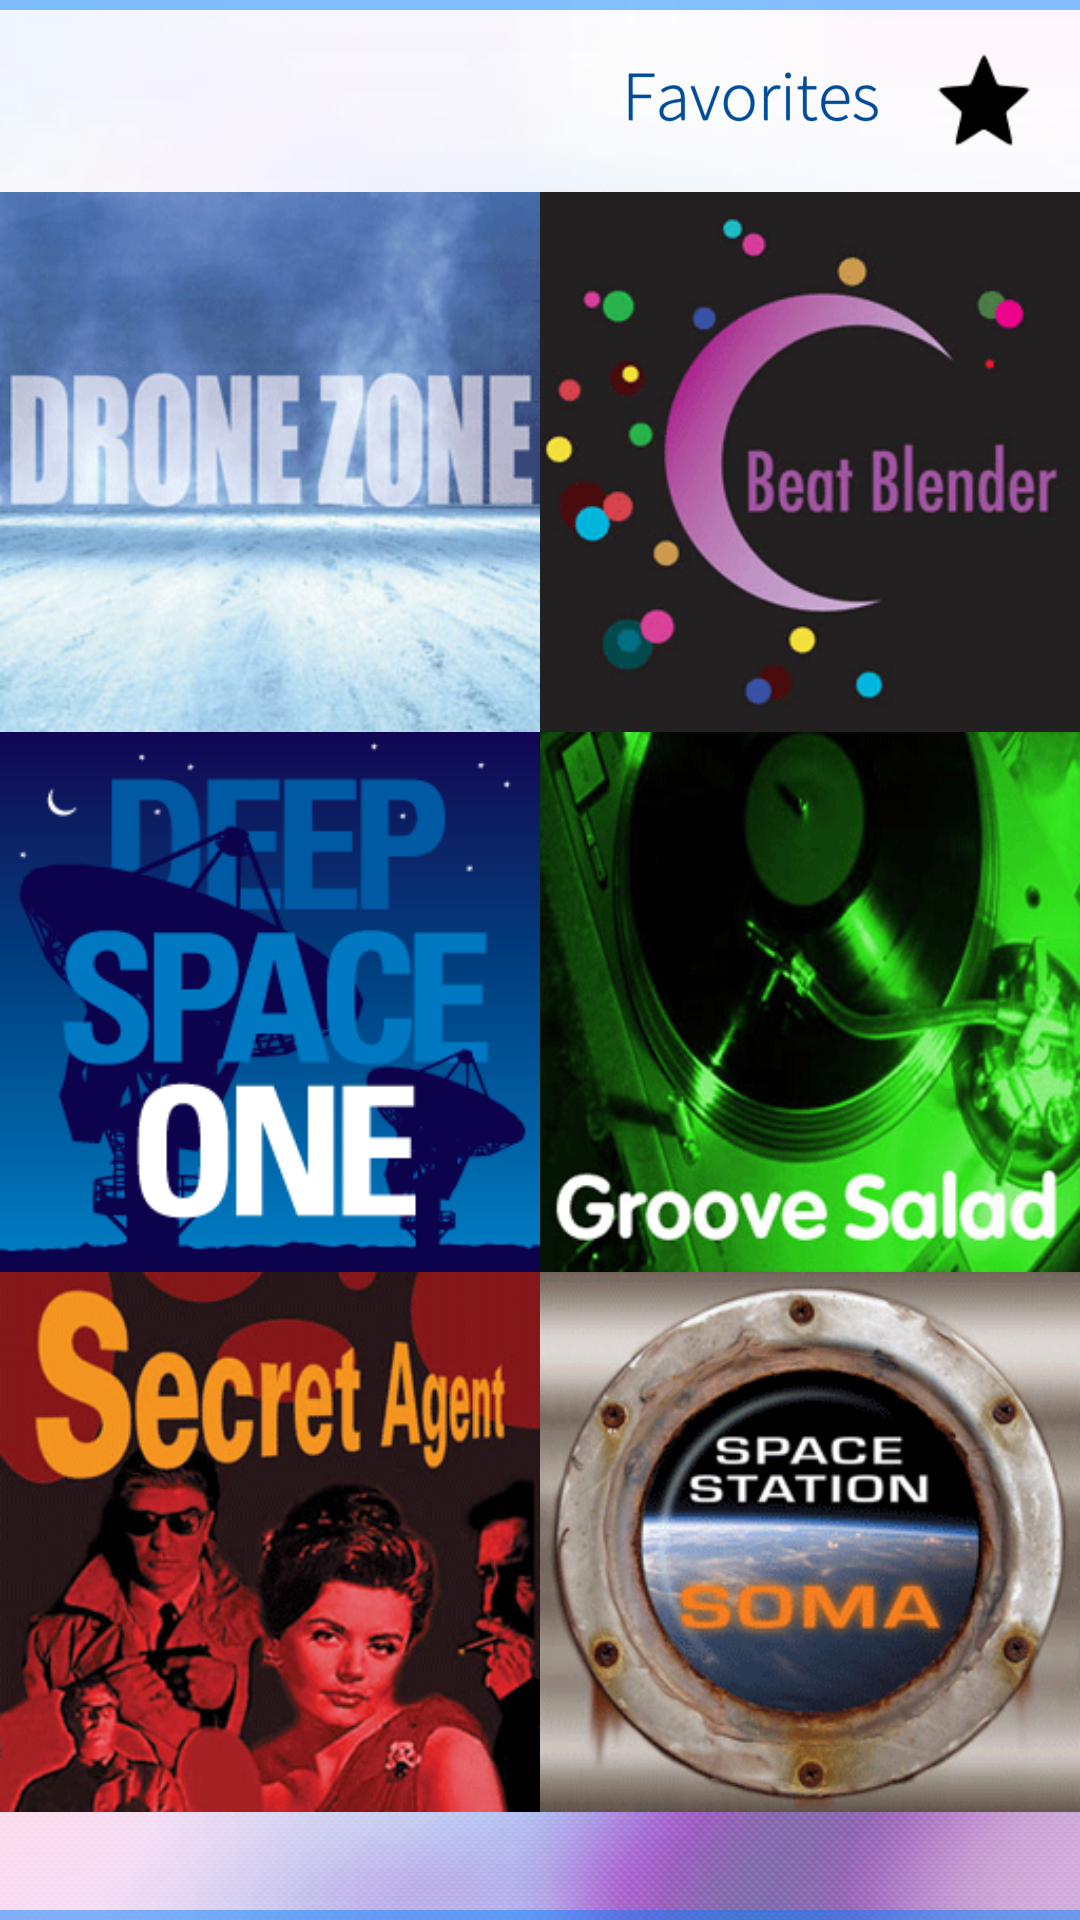 Favorites
DRONE ZONE
Beat Blender
DEEP
SPACE
ONE
Groove Salad
Secret Agent
SPACE
STATION
SOMA